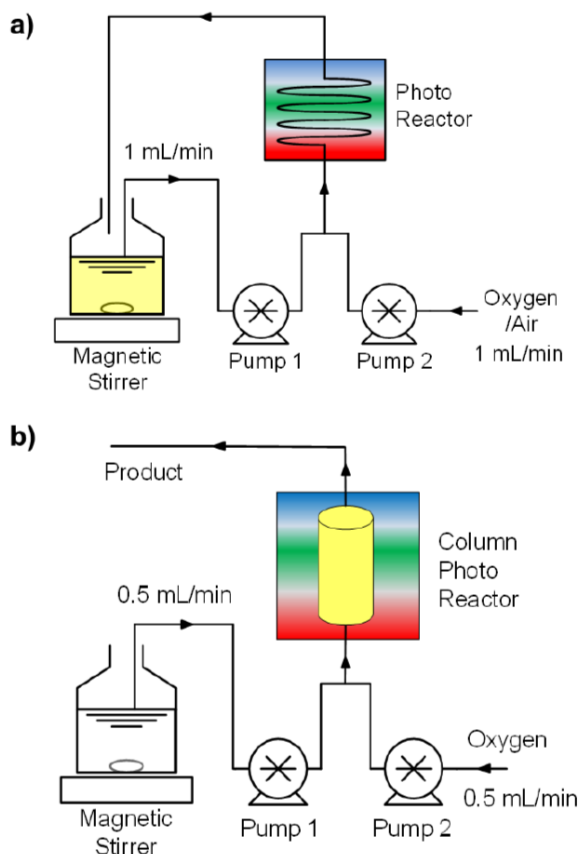 a)
Photo
Reactor
1 mL/min
Oxygen
/Air
1 mL/min
Magnetic
Stirrer
Pump 1
Pump 2
b)
Product
Column
Photo
Reactor
0.5 mL/min
Oxygen
0.5 mL/min
Magnetic
Stirrer
Pump 1
Pump 2